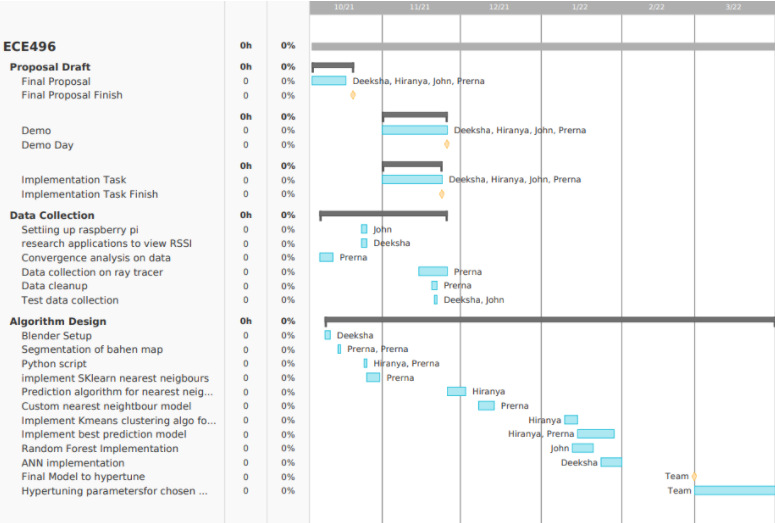 10/21 11/21 12/21 1/22 2/22 3/22
ECE496 0h 0%
Proposal Draft 0h 0%
Final Proposal 0 0% Deeksha, Hiranya, John, Prerna
Final Proposal Finish 0 0%
0h 0%
Demo 0 0% Deeksha, Hiranya, John, Prerna
Demo Day 0 0%
0h 0%
Implementation Task 0 0% Deeksha, Hiranya, John, Prerna
Implementation Task Finish 0 0%
Data Collection 0h 0%
Settliug up raspberry pi 0 0% John
research applications to view RSSI 0 0% Deeksha
Convergence analysis on data 0 0% Prerna
Data collection on ray tracer 0 0% Prerna
Data cleanup 0 0% Prerna
Test data collection 0 0% Deeksha, John
Algorithm Design 0h 0%
Blender Setup 0 0% Deeksha
Segmentation of bahen map 0 0% Prerna, Prerna
Python script 0 0% Hiranya, Prerna
implement SKlearn nearest neigbours 0 0% Prerna
Prediction algorithm for nearest neig... 0 0% Hiranya
Custom nearest neightbour model 0 0% Prerna
Implement Kmeans clustering algo fo... 0 0% Hiranya
Implement best prediction model 0 0% Hiranya, Prerna
Random Forest Implementation 0 0% John
ANN implementation 0 0% Deeksha
Final Model to hypertune 0 0% Team
Hypertuning parametersfor chosen ... 0 0% Team